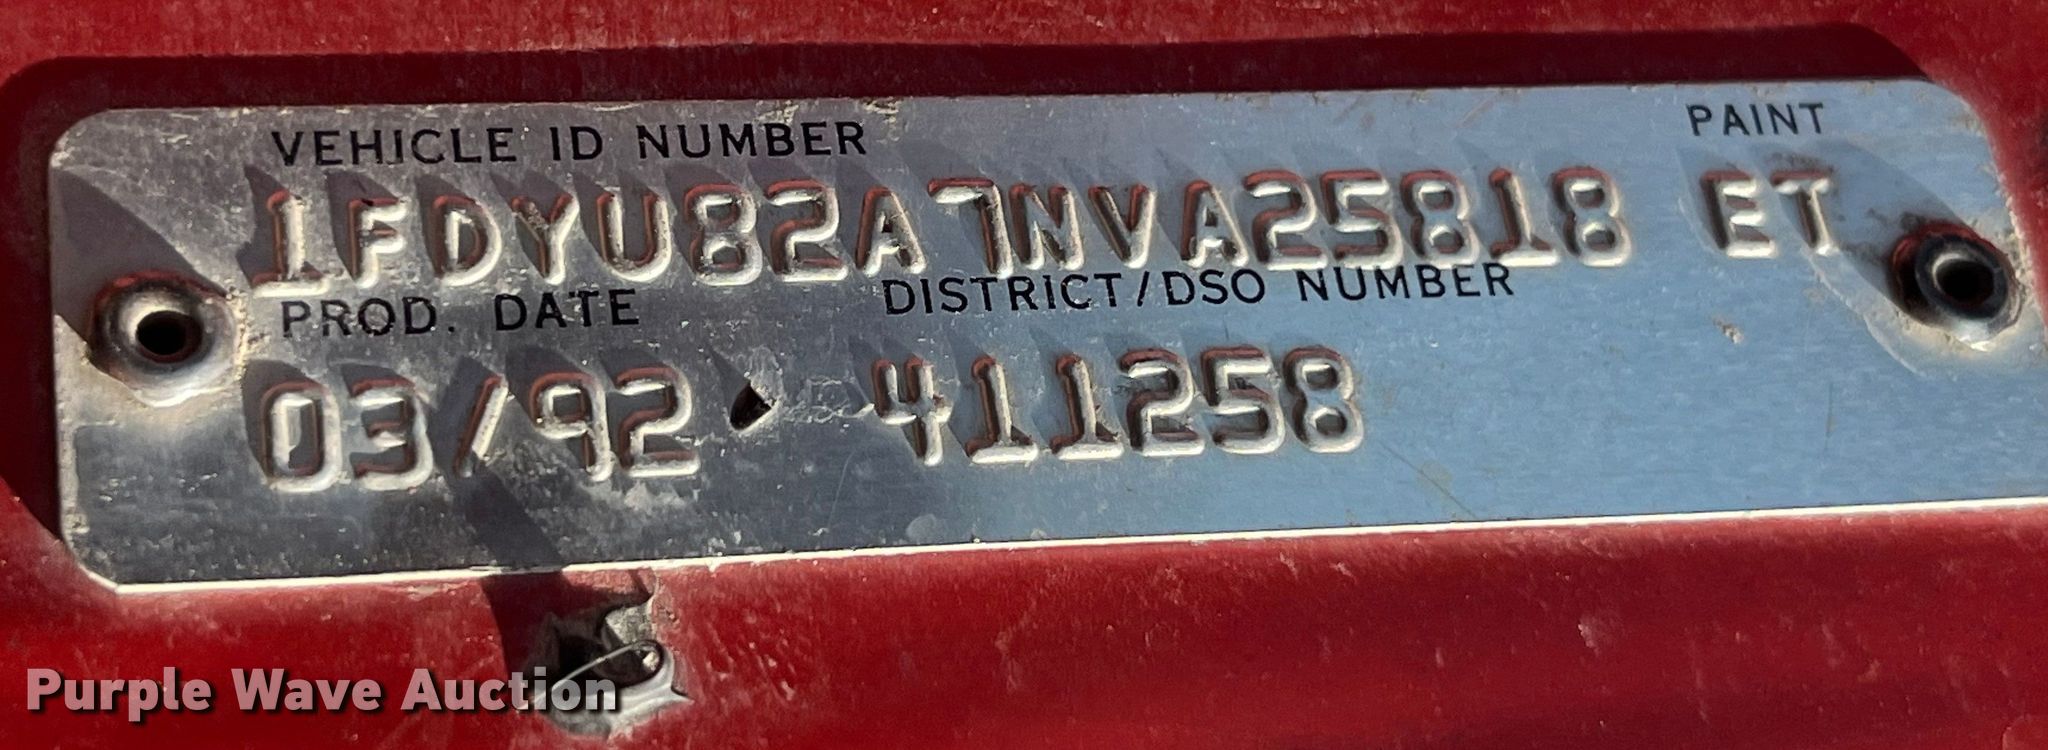 VEHICLE ID NUMBER PAINT
1FDYU82A7NVA25818 ET
PROD. DATE DISTRICT/DSO NUMBER
03/92 411258
Purple Wave Auction